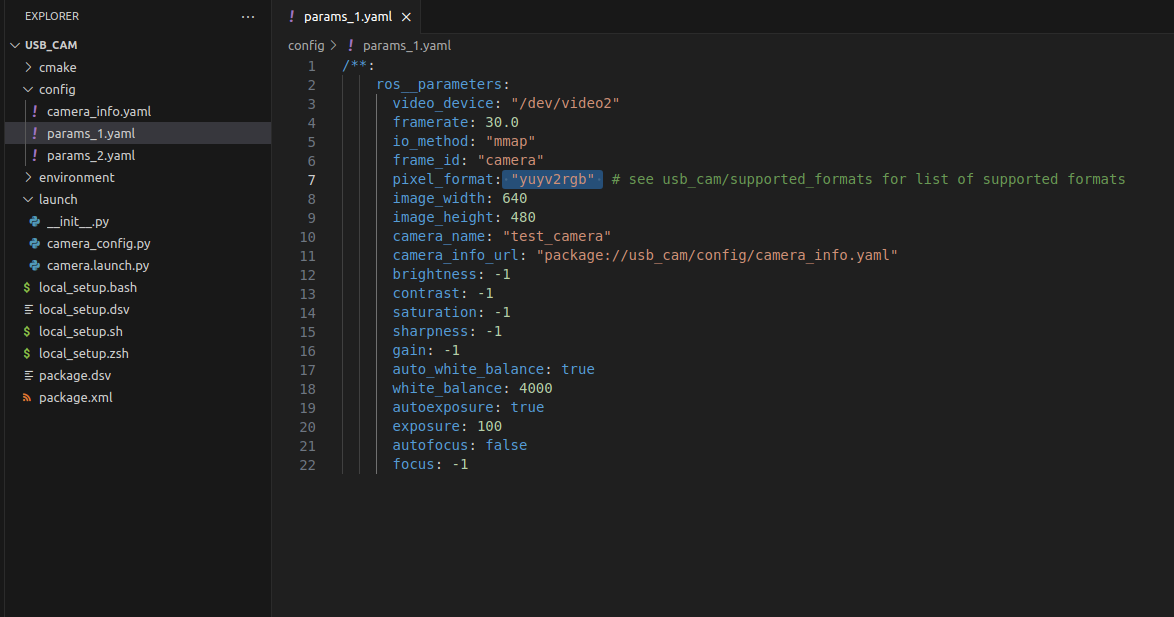 EXPLORER
USB_CAM
cmake
config
camera_info.yaml
params_1.yaml
params_2.yaml
environment
launch
__init__.py
camera_config.py
camera.launch.py
local_setup.bash
local_setup.dsv
local_setup.sh
local_setup.zsh
package.dsv
package.xml
params_1.yaml
config > ! params_1.yaml
1 /**:
2 ros__parameters:
3 video_device: "/dev/video2"
4 framerate: 30.0
5 io_method: "mmap"
6 frame_id: "camera"
7 pixel_format: "yuyv2rgb" # see usb_cam/supported_formats for list of supported formats
8 image_width: 640
9 image_height: 480
10 camera_name: "test_camera"
11 camera_info_url: "package://usb_cam/config/camera_info.yaml"
12 brightness: -1
13 contrast: -1
14 saturation: -1
15 sharpness: -1
16 gain: -1
17 auto_white_balance: true
18 white_balance: 4000
19 autoexposure: true
20 exposure: 100
21 autofocus: false
22 focus: -1